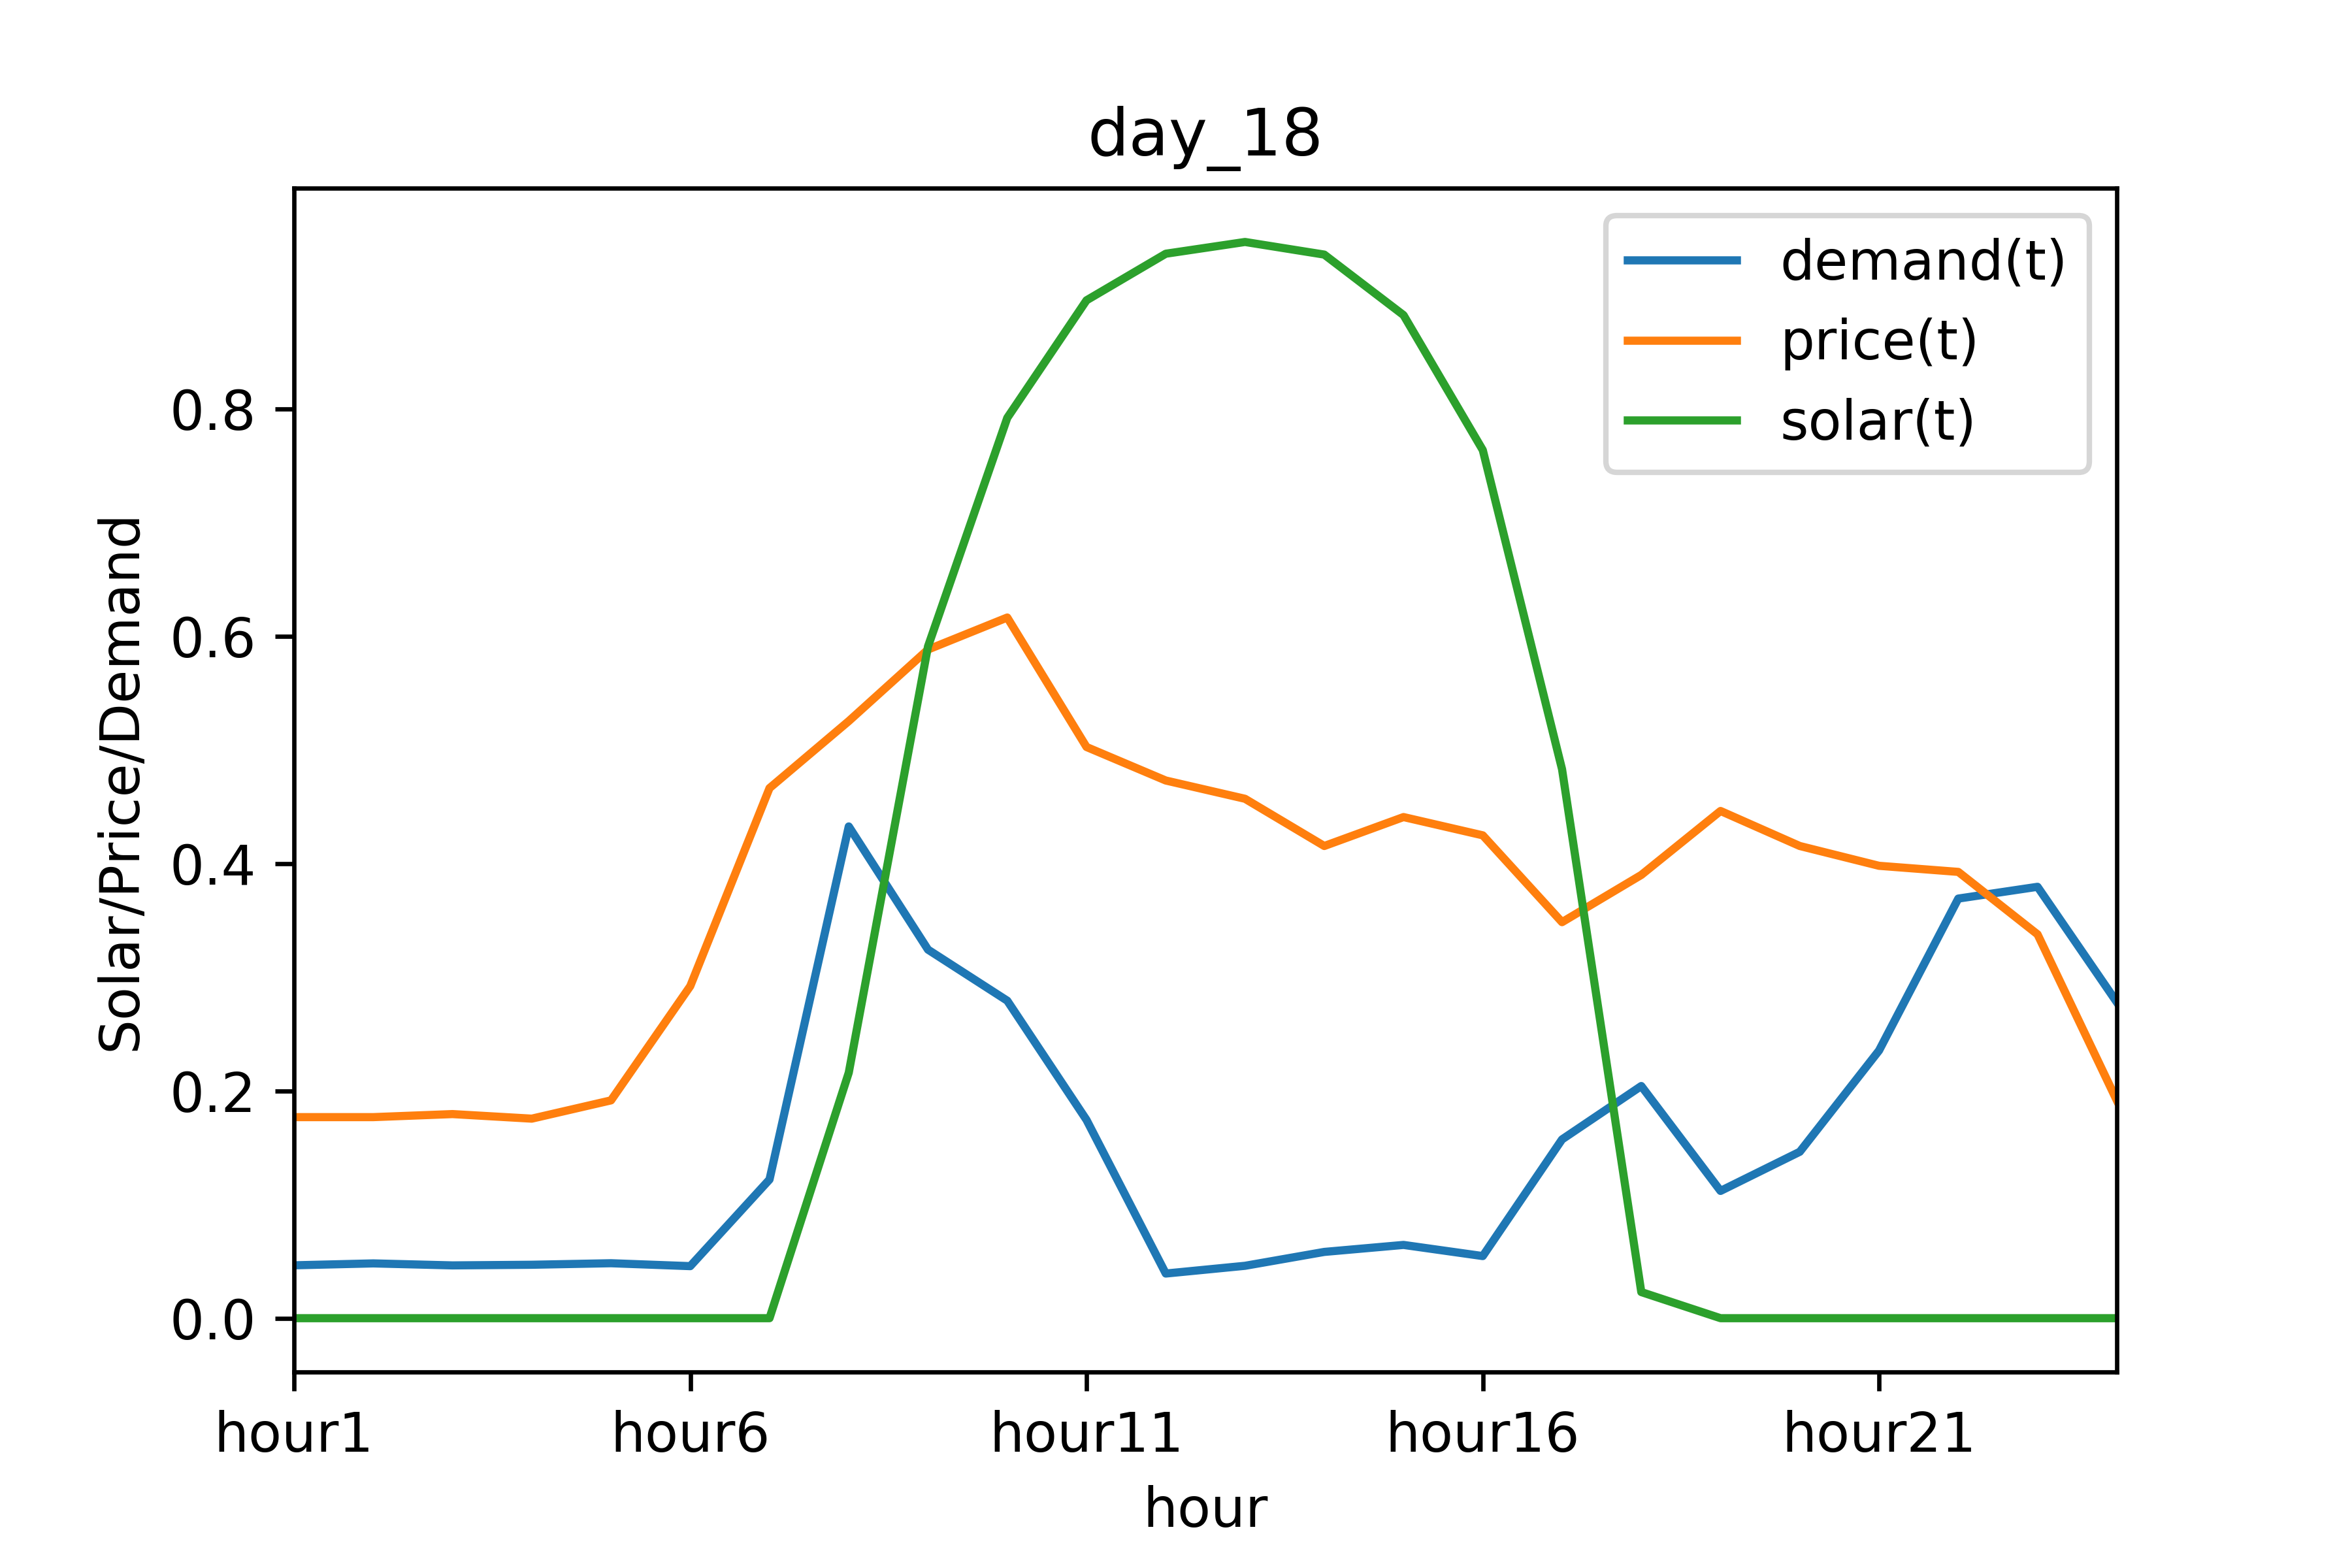 day_18
demand(t)
price(t)
solar(t)
Solar/Price/Demand
0.8
0.6
0.4
0.2
0.0
hour1 hour6 hour11 hour16 hour21
hour